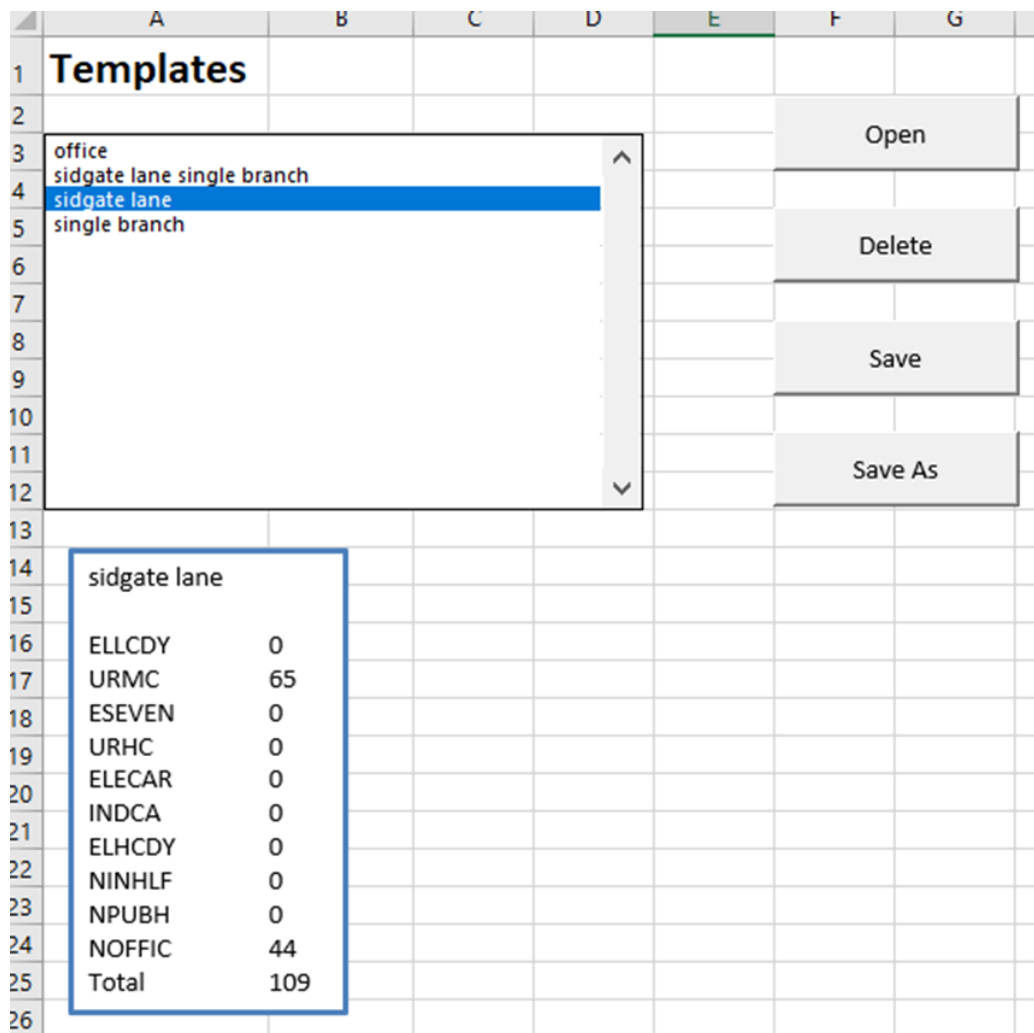 A B C D E F G
1 Templates
2
3
4
5
6
7
8
9
10
11
12
13
14
15
16
17
18
19
20
21
22
23
24
25
26
office
sidgate lane single branch
sidgate lane
single branch
Open
Delete
Save
Save As
sidgate lane
ELLCDY 0
URMC 65
ESEVEN 0
URHC 0
ELECAR 0
INDCA 0
ELHCDY 0
NINHLF 0
NPUBH 0
NOFFIC 44
Total 109